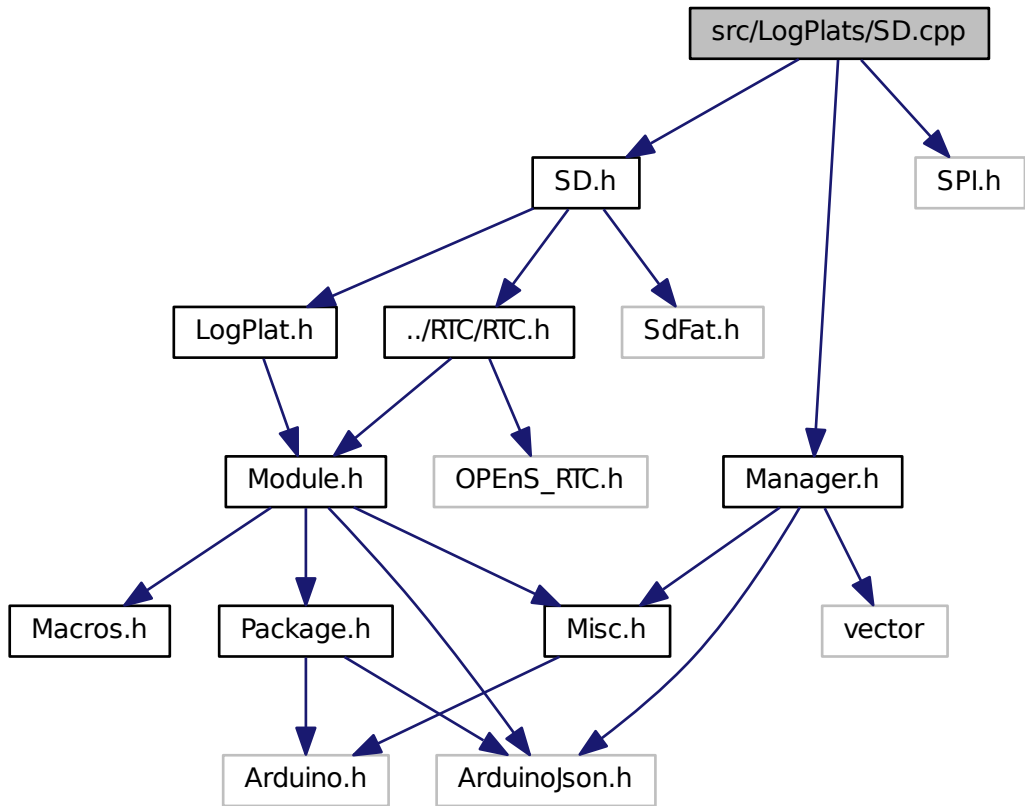 src/LogPlats/SD.cpp
SD.h
SPI.h
LogPlat.h
../RTC/RTC.h
SdFat.h
Module.h
OPEnS_RTC.h
Manager.h
Macros.h
Package.h
Misc.h
vector
Arduino.h
ArduinoJson.h